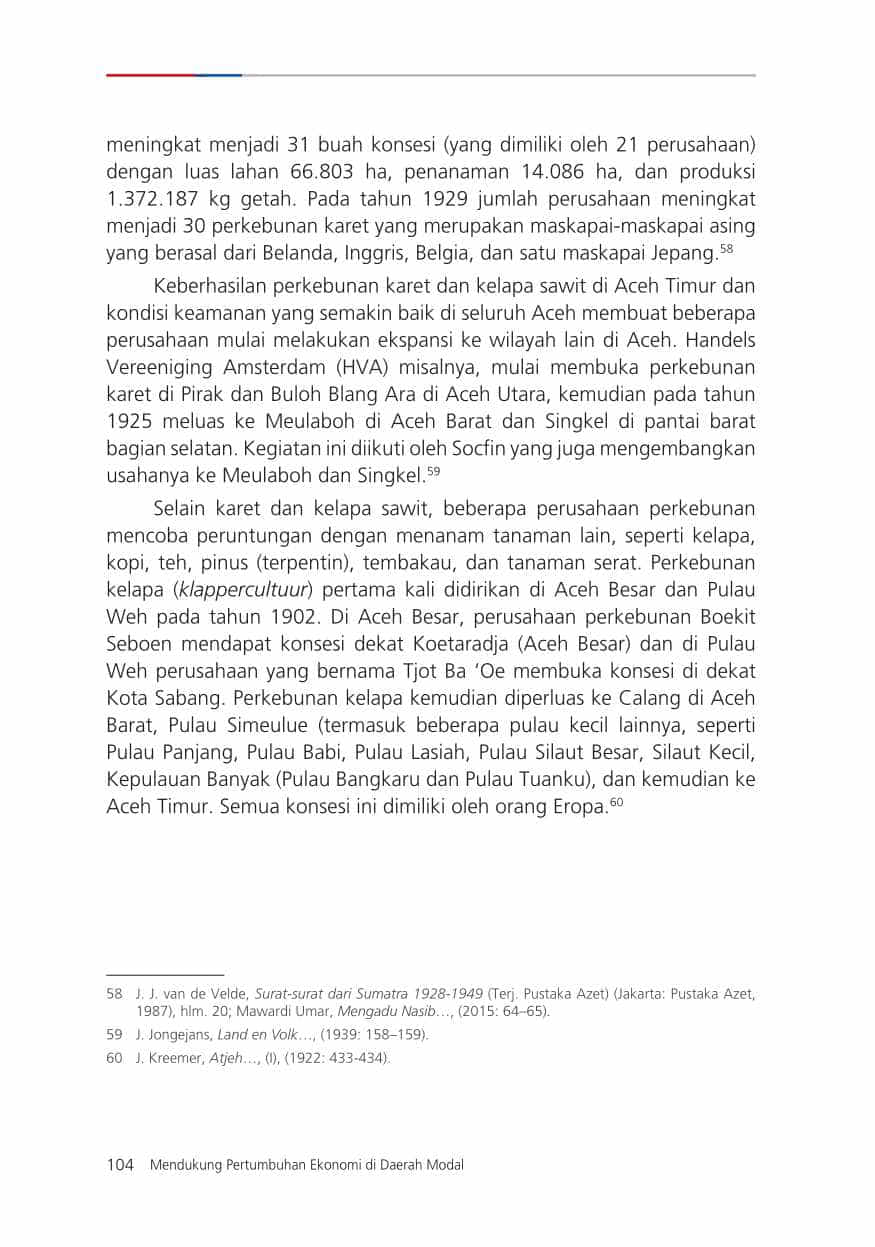 meningkat menjadi 31 buah konsesi (yang dimiliki oleh 21 perusahaan)
dengan luas lahan 66.803 ha, penanaman 14.086 ha, dan produksi
1.372.187 kg getah. Pada tahun 1929 jumlah perusahaan meningkat
menjadi 30 perkebunan karet yang merupakan maskapai-maskapai asing
yang berasal dari Belanda, Inggris, Belgia, dan satu maskapai Jepang.58
Keberhasilan perkebunan karet dan kelapa sawit di Aceh Timur dan
kondisi keamanan yang semakin baik di seluruh Aceh membuat beberapa
perusahaan mulai melakukan ekspansi ke wilayah lain di Aceh. Handels
Vereeniging Amsterdam (HVA) misalnya, mulai membuka perkebunan
karet di Pirak dan Buloh Blang Ara di Aceh Utara, kemudian pada tahun
1925 meluas ke Meulaboh di Aceh Barat dan Singkel di pantai barat
bagian selatan. Kegiatan ini diikuti oleh Socfin yang juga mengembangkan
usahanya ke Meulaboh dan Singkel.59
Selain karet dan kelapa sawit, beberapa perusahaan perkebunan
mencoba peruntungan dengan menanam tanaman lain, seperti kelapa,
kopi, teh, pinus (terpentin), tembakau, dan tanaman serat. Perkebunan
kelapa (klappercultuur) pertama kali didirikan di Aceh Besar dan Pulau
Weh pada tahun 1902. Di Aceh Besar, perusahaan perkebunan Boekit
Seboen mendapat konsesi dekat Koetaradja (Aceh Besar) dan di Pulau
Weh perusahaan yang bernama Tjot Ba ‘Oe membuka konsesi di dekat
Kota Sabang. Perkebunan kelapa kemudian diperluas ke Calang di Aceh
Barat, Pulau Simeulue (termasuk beberapa pulau kecil lainnya, seperti
Pulau Panjang, Pulau Babi, Pulau Lasiah, Pulau Silaut Besar, Silaut Kecil,
Kepulauan Banyak (Pulau Bangkaru dan Pulau Tuanku), dan kemudian ke
Aceh Timur. Semua konsesi ini dimiliki oleh orang Eropa.60
58 J. J. van de Velde, Surat-surat dari Sumatra 1928-1949 (Terj. Pustaka Azet) (Jakarta: Pustaka Azet,
1987), hlm. 20; Mawardi Umar, Mengadu Nasib…, (2015: 64–65).
59 J. Jongejans, Land en Volk…, (1939: 158–159).
60 J. Kreemer, Atjeh…, (I), (1922: 433-434).
104 Mendukung Pertumbuhan Ekonomi di Daerah Modal